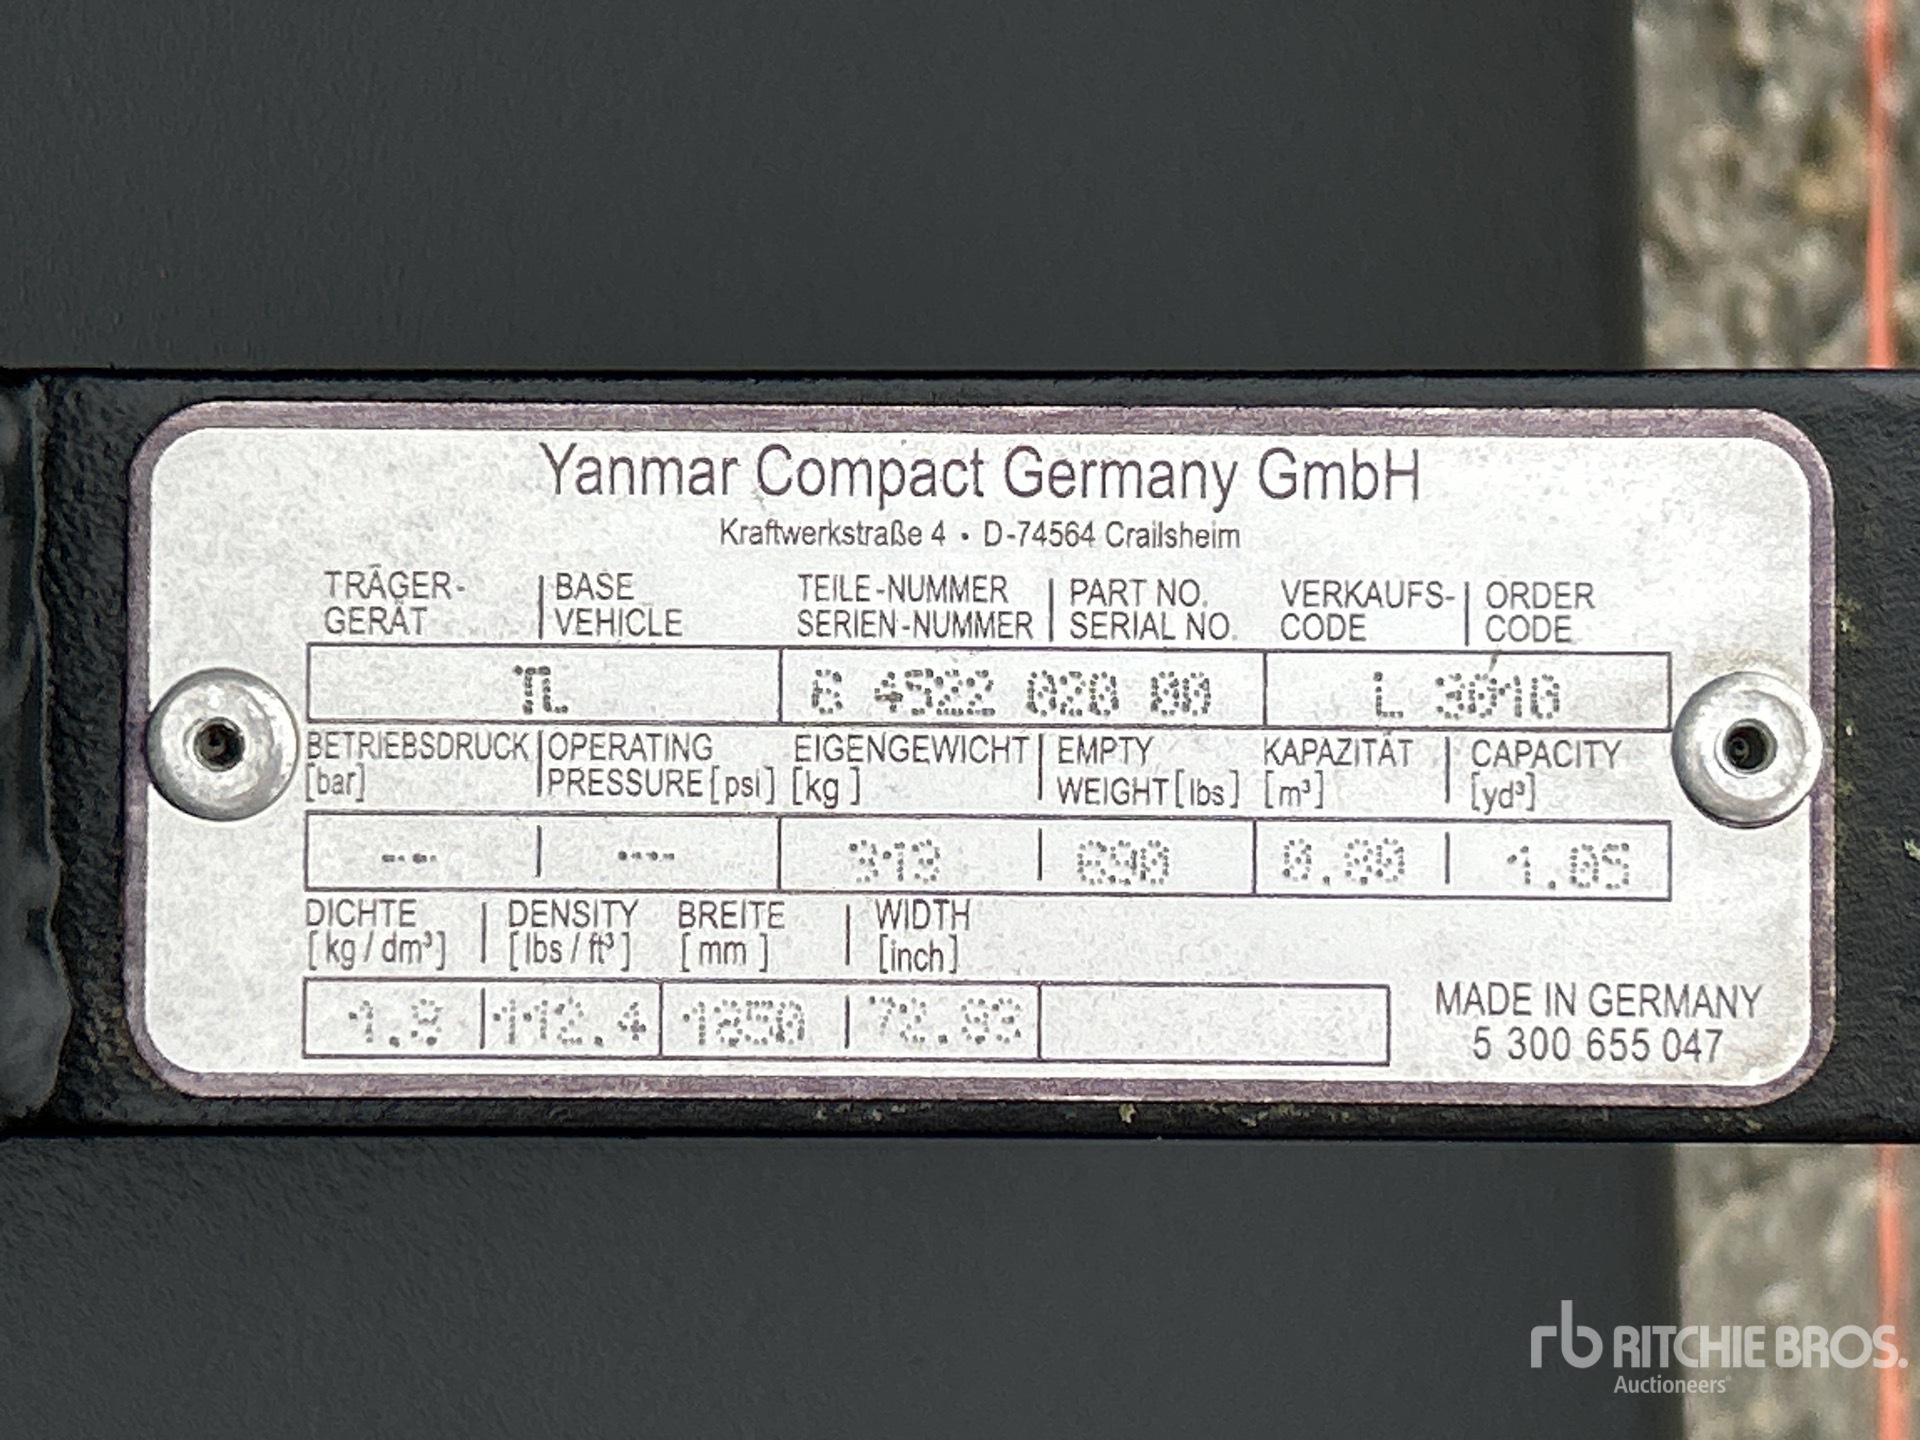 Yanmar Compact Germany GmbH
Kraftwerkstraße 4 • D-74564 Crailsheim
TRÄGER- | BASE TEILE-NUMMER | PART NO. VERKAUFS- | ORDER
GERÄT | VEHICLE SERIEN-NUMMER | SERIAL NO. CODE | CODE
TL 4522 020 00 L 3010
BETRIEBSDRUCK | OPERATING EIGENGEWICHT | EMPTY KAPAZITÄT | CAPACITY
[bar] PRESSURE [psi] [kg] WEIGHT [lbs] [m³] [yd³]
--.-- | ---- 313 | 690 0,80 | 1.05
DICHTE | DENSITY BREITE | WIDTH
[kg/dm³] [lbs/ft³] [mm] [inch]
1.8 | 112.4 1850 |
MADE IN GERMANY
5 300 655 047
rb RITCHIE BROS.
Auctioneers